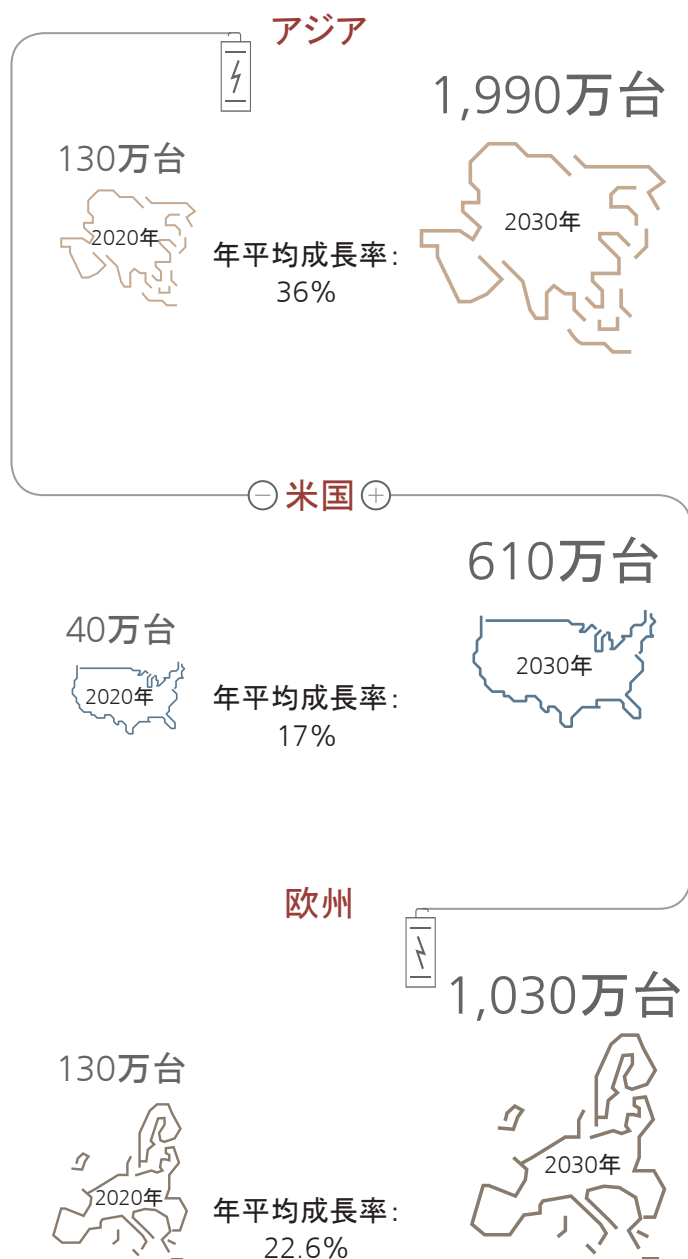 アジア
1,990万台
130万台
2020年
2030年
年平均成長率:
36%
米国
610万台
40万台
2020年
2030年
年平均成長率:
17%
欧州
1,030万台
130万台
2020年
2030年
年平均成長率:
22.6%